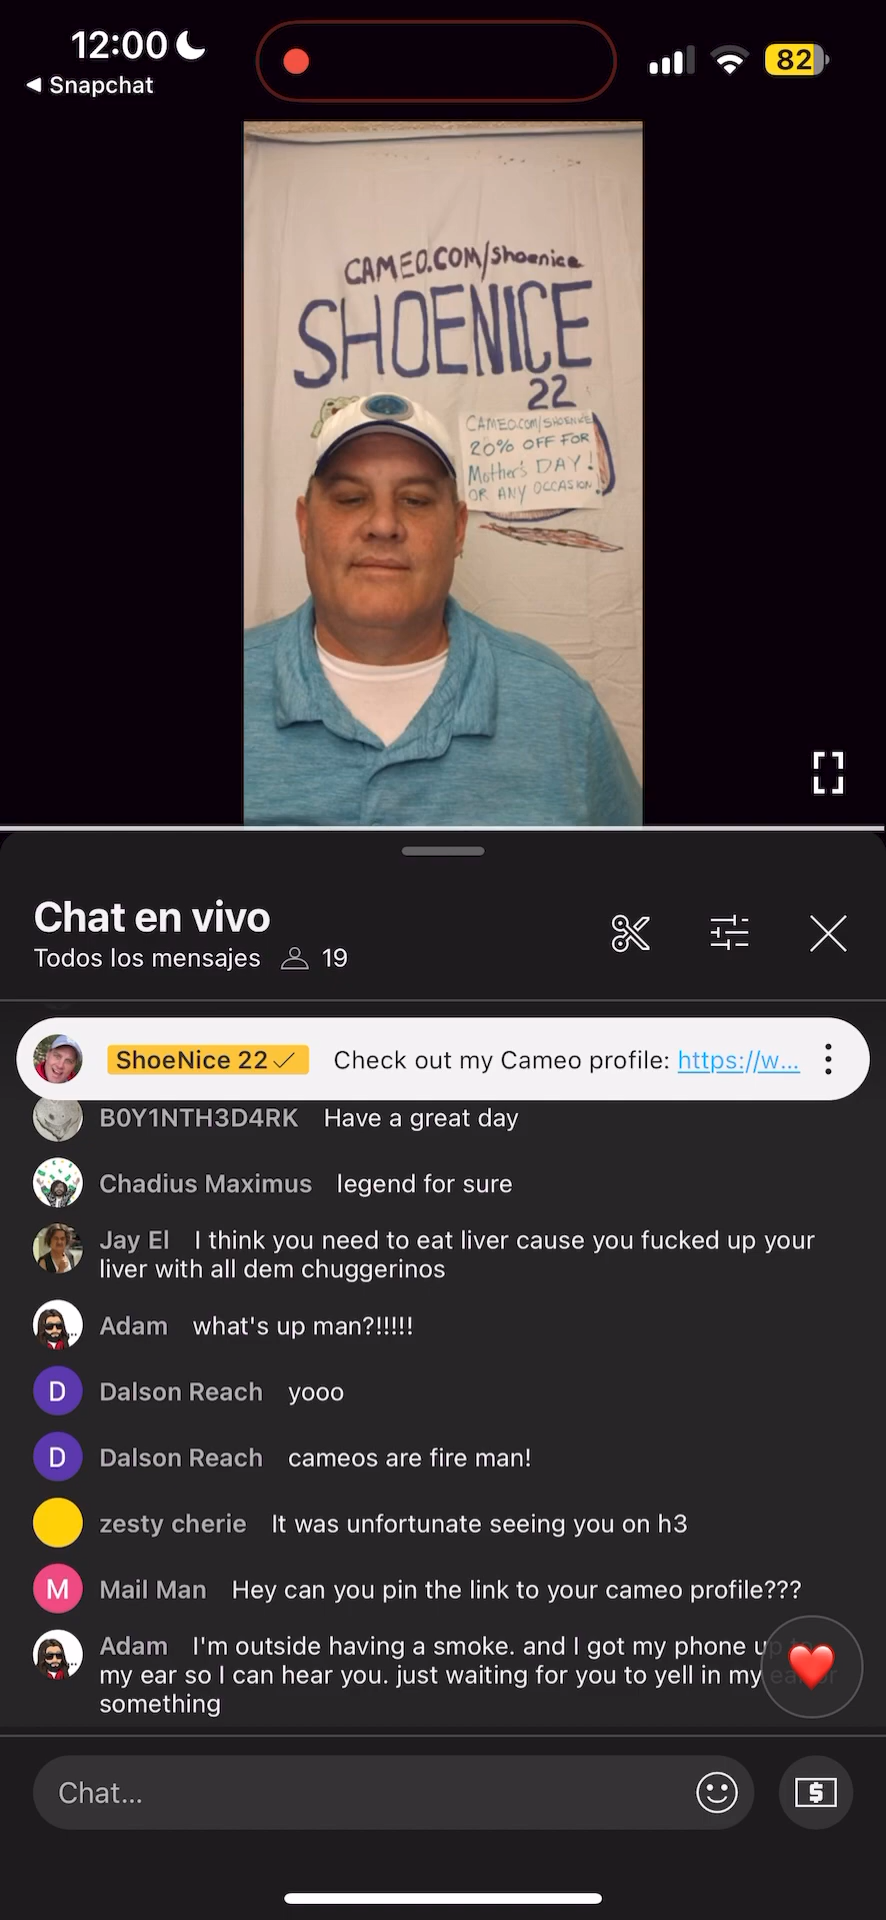 12:00
82
Snapchat
CAMEO.COM/shoenice
SHOENICE
22
CAMEO.COM/SHOENICE
20% OFF FOR
Mother's DAY!
OR ANY OCCASION!
Chat en vivo
Todos los mensajes 19
ShoeNice 22 Check out my Cameo profile: https://w...
B0Y1NTH3D4RK Have a great day
Chadius Maximus legend for sure
Jay El I think you need to eat liver cause you fucked up your
liver with all dem chuggerinos
Adam what's up man?!!!!!
D Dalson Reach yooo
D Dalson Reach cameos are fire man!
zesty cherie It was unfortunate seeing you on h3
M Mail Man Hey can you pin the link to your cameo profile???
Adam I'm outside having a smoke. and I got my phone up to
my ear so I can hear you. just waiting for you to yell in my ear or
something
Chat...
$